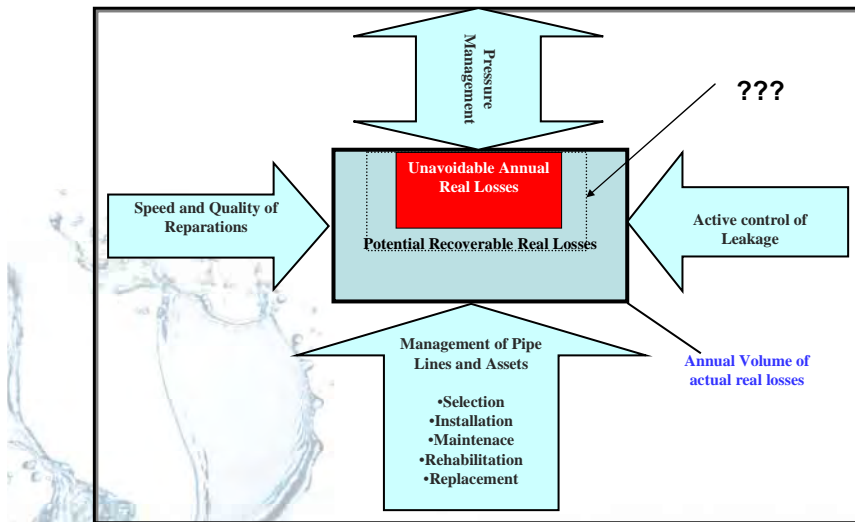 Pressure
Management
???
Unavoidable Annual
Real Losses
Speed and Quality of
Reparations
Potential Recoverable Real Losses
Active control of
Leakage
Management of Pipe
Lines and Assets
•Selection
•Installation
•Maintenace
•Rehabilitation
•Replacement
Annual Volume of
actual real losses